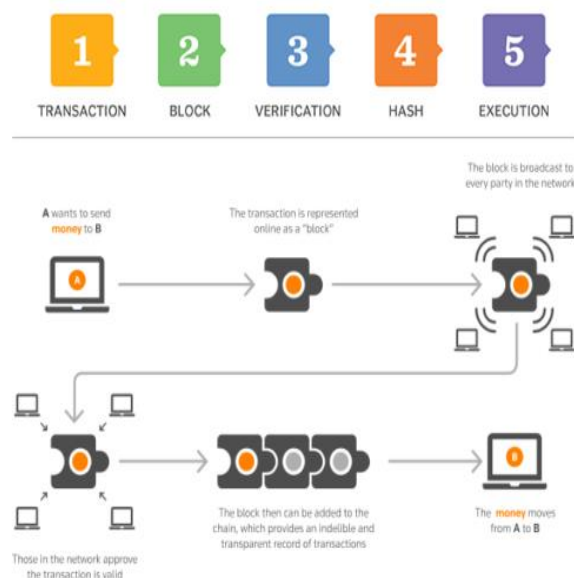 1 2 3 4 5
TRANSACTION BLOCK VERIFICATION HASH EXECUTION
The block is broadcast to
every party in the network
A wants to send
money to B
The transaction is represented
online as a "block"
A
B
The block then can be added to the
chain, which provides an indelible and
transparent record of transactions
The money moves
from A to B
Those in the network approve
the transaction is valid